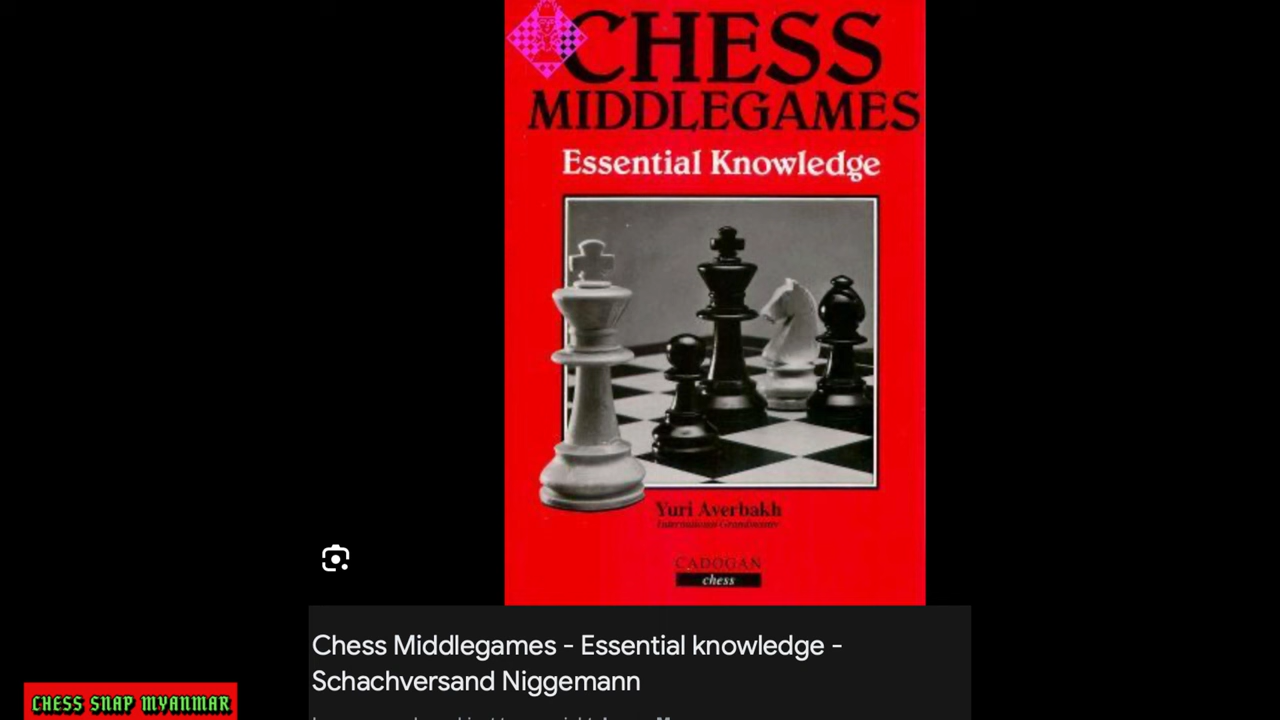 CHESS
MIDDLEGAMES
Essential Knowledge
Yuri Averbakh
International Grandmaster
CADOGAN
chess
Chess Middlegames - Essential knowledge -
Schachversand Niggemann
CHESS SNAP MYANMAR